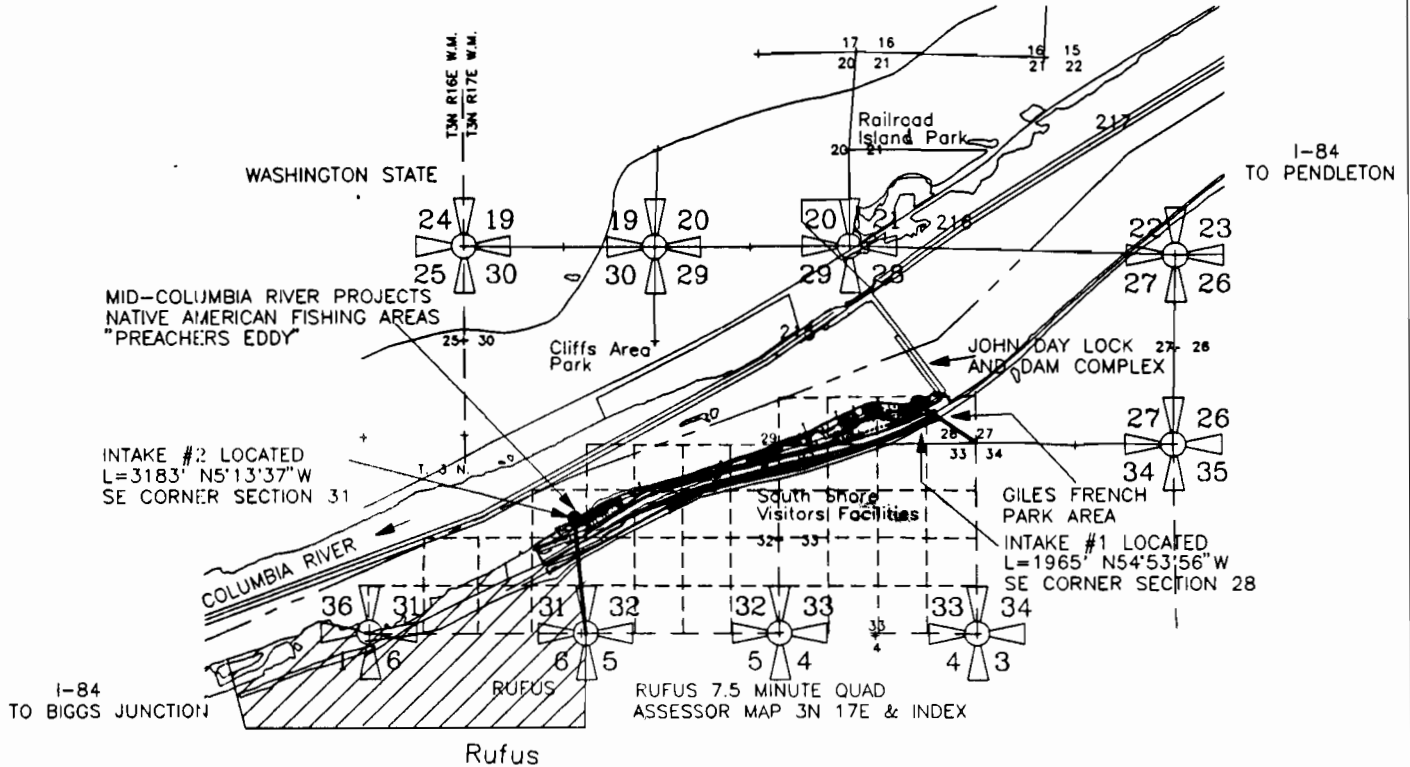 17 16
20 21
16 15
21 22
T3N R16E W.M.
T3N R17E W.M.
Railroad
Island Park
20 21
217
I-84
TO PENDLETON
WASHINGTON STATE
24 19
25 30
19 20
30 29
20 21
29 28
216
22 23
27 26
MID-COLUMBIA RIVER PROJECTS
NATIVE AMERICAN FISHING AREAS
"PREACHERS EDDY"
25 30
215
Cliffs Area
Park
JOHN DAY LOCK
AND DAM COMPLEX
27 26
29
28 27
33 34
27 26
34 35
INTAKE #2 LOCATED
L=3183' N5°13'37"W
SE CORNER SECTION 31
T. 3 N.
South Shore
Visitors Facilities
GILES FRENCH
PARK AREA
32 33
INTAKE #1 LOCATED
L=1965' N54°53'56"W
SE CORNER SECTION 28
COLUMBIA RIVER
36 31
1 6
31 32
6 5
32 33
5 4
33
4
33 34
4 3
I-84
TO BIGGS JUNCTION
RUFUS
RUFUS 7.5 MINUTE QUAD
ASSESSOR MAP 3N 17E & INDEX
Rufus